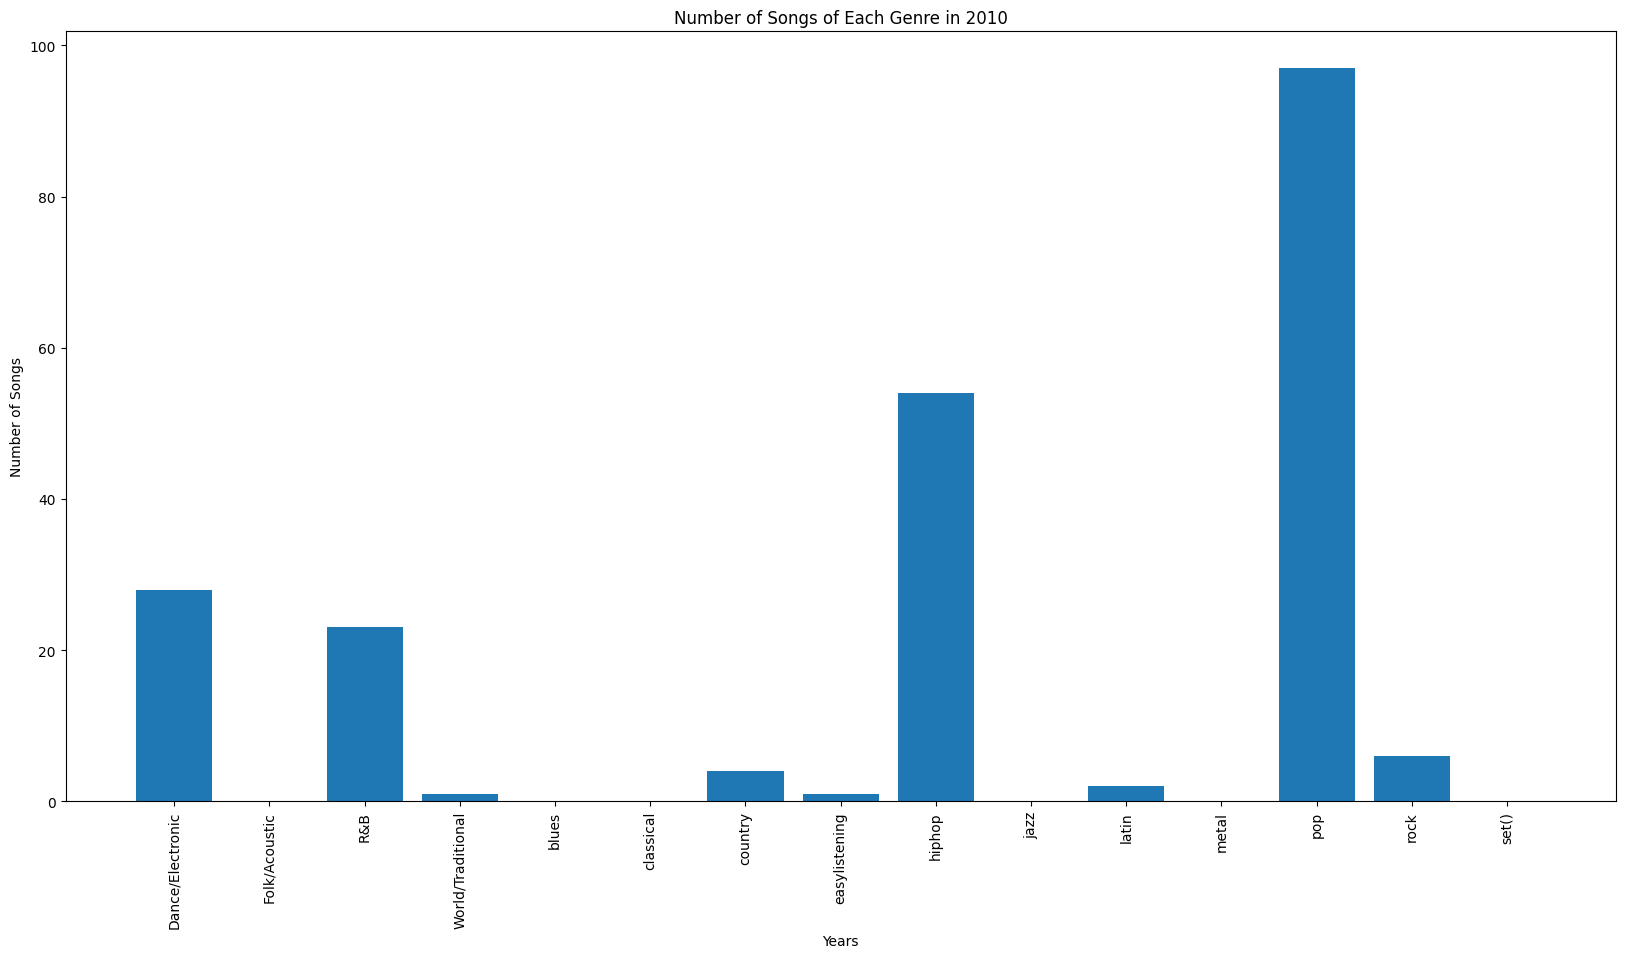 Number of Songs of Each Genre in 2010
Number of Songs
100
80
60
40
20
0
Dance/Electronic
Folk/Acoustic
R&B
World/Traditional
blues
classical
country
easylistening
hiphop
jazz
latin
metal
pop
rock
set()
Years